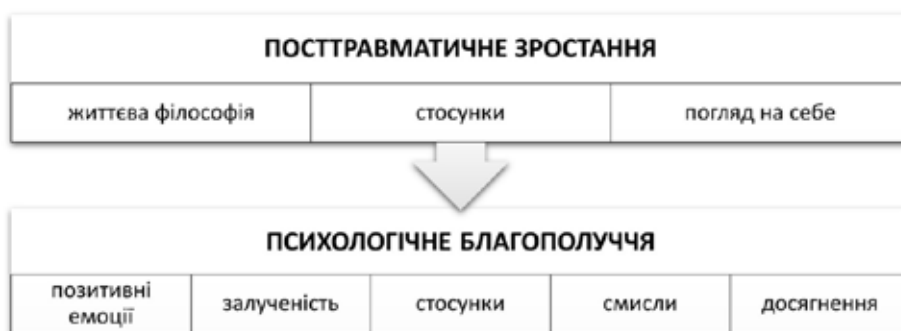 ПОСТТРАВМАТИЧНЕ ЗРОСТАННЯ
життєва філософія стосунки погляд на себе
ПСИХОЛОГІЧНЕ БЛАГОПОЛУЧЧЯ
позитивні емоції залученість стосунки смисли досягнення